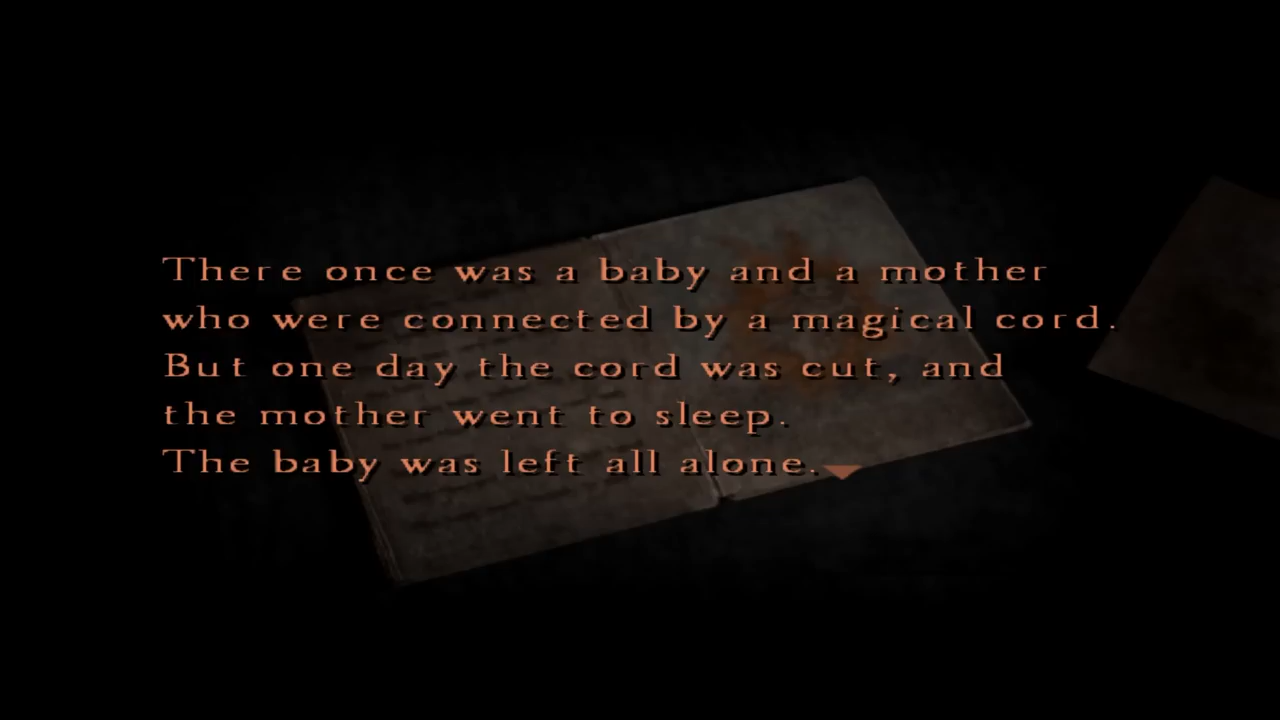 There once was a baby and a mother
who were connected by a magical cord.
But one day the cord was cut, and
the mother went to sleep.
The baby was left all alone.